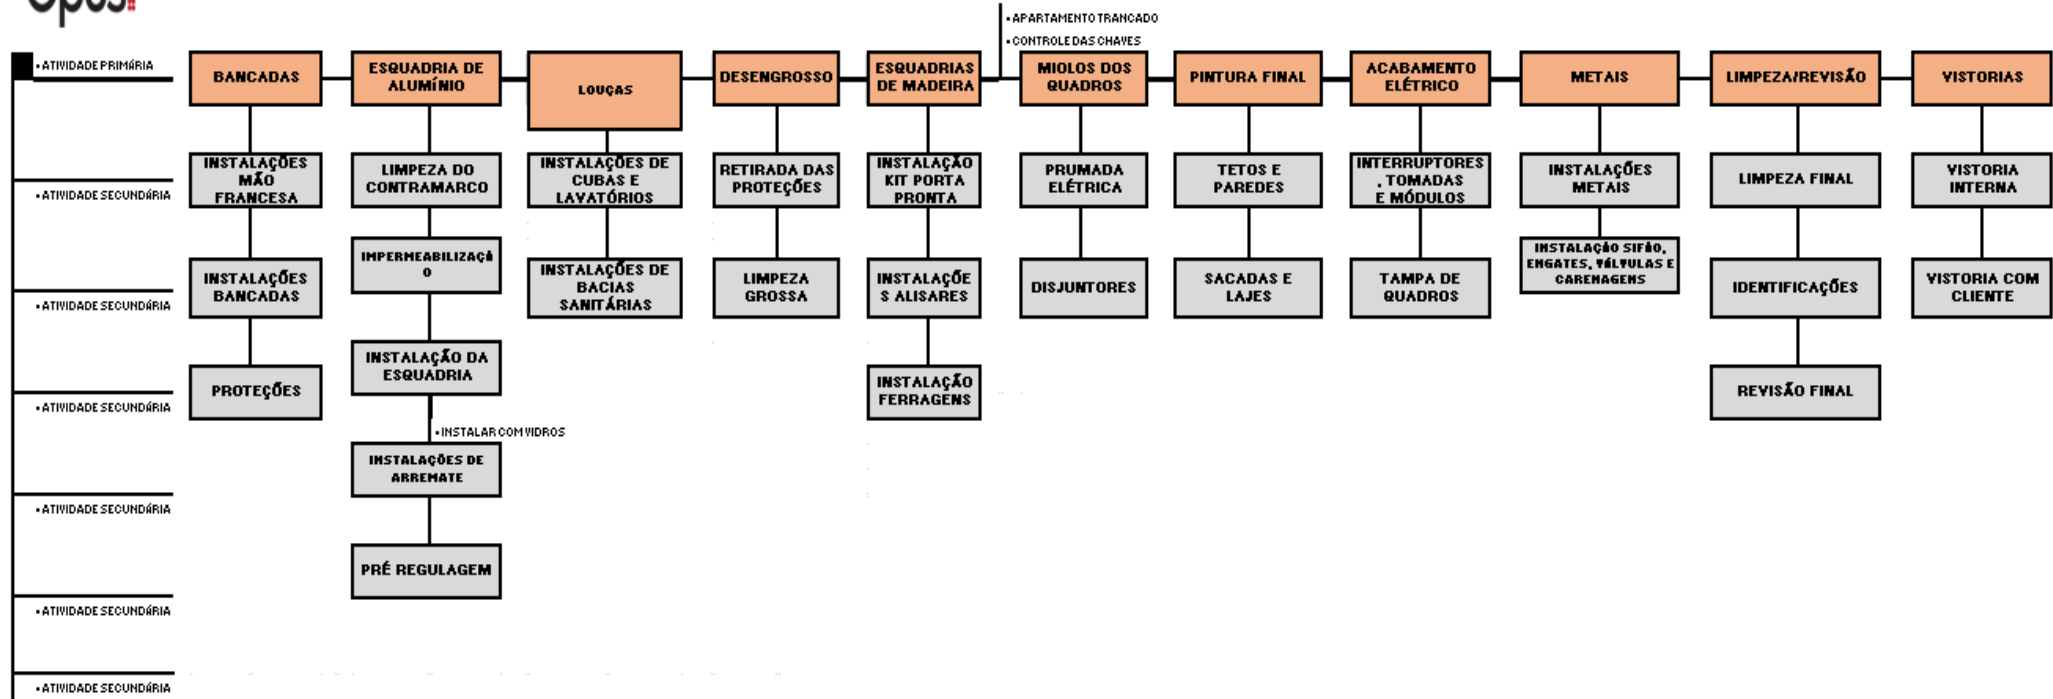 Opus
• APARTAMENTO TRANCADO
• CONTROLE DAS CHAVES
• ATIVIDADE PRIMÁRIA
BANCADAS
ESQUADRIA DE
ALUMÍNIO
LOUÇAS
DESENGROSSO
ESQUADRIAS
DE MADEIRA
MIOLOS DOS
QUADROS
PINTURA FINAL
ACABAMENTO
ELÉTRICO
METAIS
LIMPEZA/REVISÃO
VISTORIAS
• ATIVIDADE SECUNDÁRIA
INSTALAÇÕES
MÃO
FRANCESA
LIMPEZA DO
CONTRAMARCO
INSTALAÇÕES DE
CUBAS E
LAVATÓRIOS
RETIRADA DAS
PROTEÇÕES
INSTALAÇÃO
KIT PORTA
PRONTA
PRUMADA
ELÉTRICA
TETOS E
PAREDES
INTERRUPTORES
, TOMADAS
E MÓDULOS
INSTALAÇÕES
METAIS
LIMPEZA FINAL
VISTORIA
INTERNA
• ATIVIDADE SECUNDÁRIA
INSTALAÇÕES
BANCADAS
IMPERMEABILIZAÇÃ
O
INSTALAÇÕES DE
BACIAS
SANITÁRIAS
LIMPEZA
GROSSA
INSTALAÇÕE
S ALISARES
DISJUNTORES
SACADAS E
LAJES
TAMPA DE
QUADROS
INSTALAÇÃO SIFÃO,
ENGATES, VÁLVULAS E
CARENAGENS
IDENTIFICAÇÕES
VISTORIA COM
CLIENTE
• ATIVIDADE SECUNDÁRIA
PROTEÇÕES
INSTALAÇÃO DA
ESQUADRIA
INSTALAÇÃO
FERRAGENS
REVISÃO FINAL
• INSTALAR COM VIDROS
• ATIVIDADE SECUNDÁRIA
INSTALAÇÕES DE
ARREMATE
• ATIVIDADE SECUNDÁRIA
PRÉ REGULAGEM
• ATIVIDADE SECUNDÁRIA